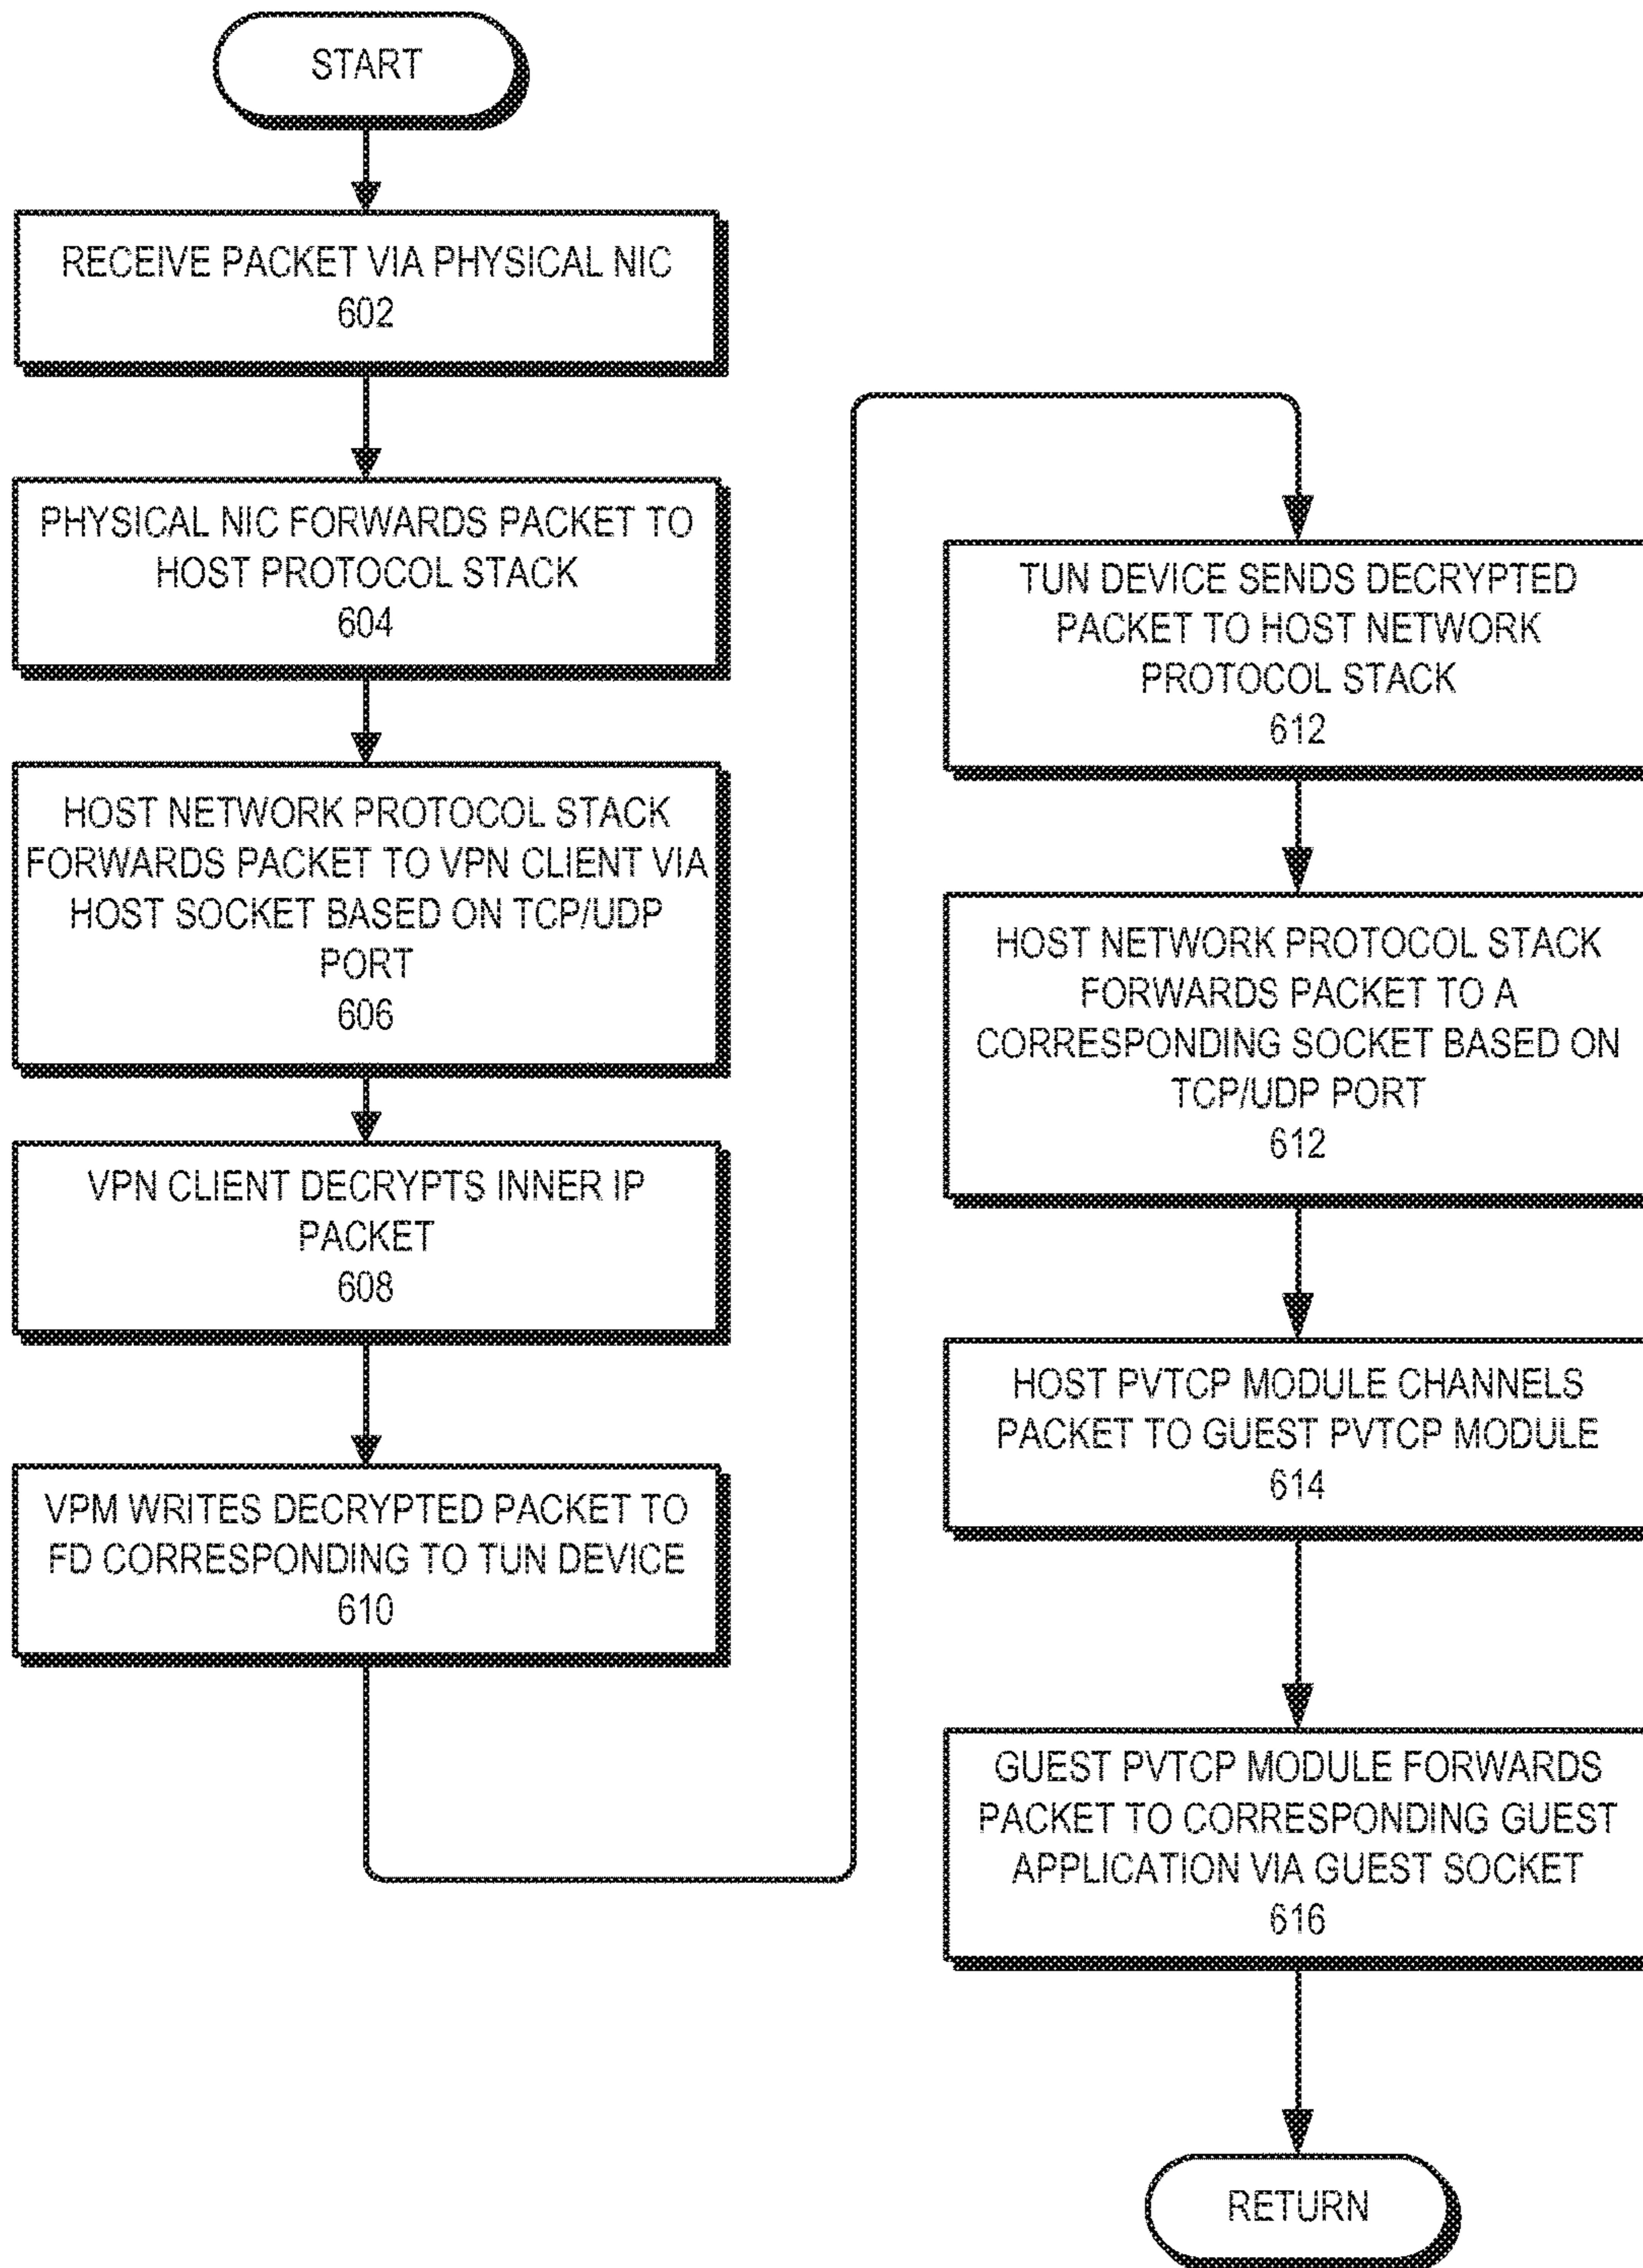 START
RECEIVE PACKET VIA PHYSICAL NIC
602
PHYSICAL NIC FORWARDS PACKET TO
HOST PROTOCOL STACK
604
HOST NETWORK PROTOCOL STACK
FORWARDS PACKET TO VPN CLIENT VIA
HOST SOCKET BASED ON TCP/UDP
PORT
606
VPN CLIENT DECRYPTS INNER IP
PACKET
608
VPM WRITES DECRYPTED PACKET TO
FD CORRESPONDING TO TUN DEVICE
610
TUN DEVICE SENDS DECRYPTED
PACKET TO HOST NETWORK
PROTOCOL STACK
612
HOST NETWORK PROTOCOL STACK
FORWARDS PACKET TO A
CORRESPONDING SOCKET BASED ON
TCP/UDP PORT
612
HOST PVTCP MODULE CHANNELS
PACKET TO GUEST PVTCP MODULE
614
GUEST PVTCP MODULE FORWARDS
PACKET TO CORRESPONDING GUEST
APPLICATION VIA GUEST SOCKET
616
RETURN